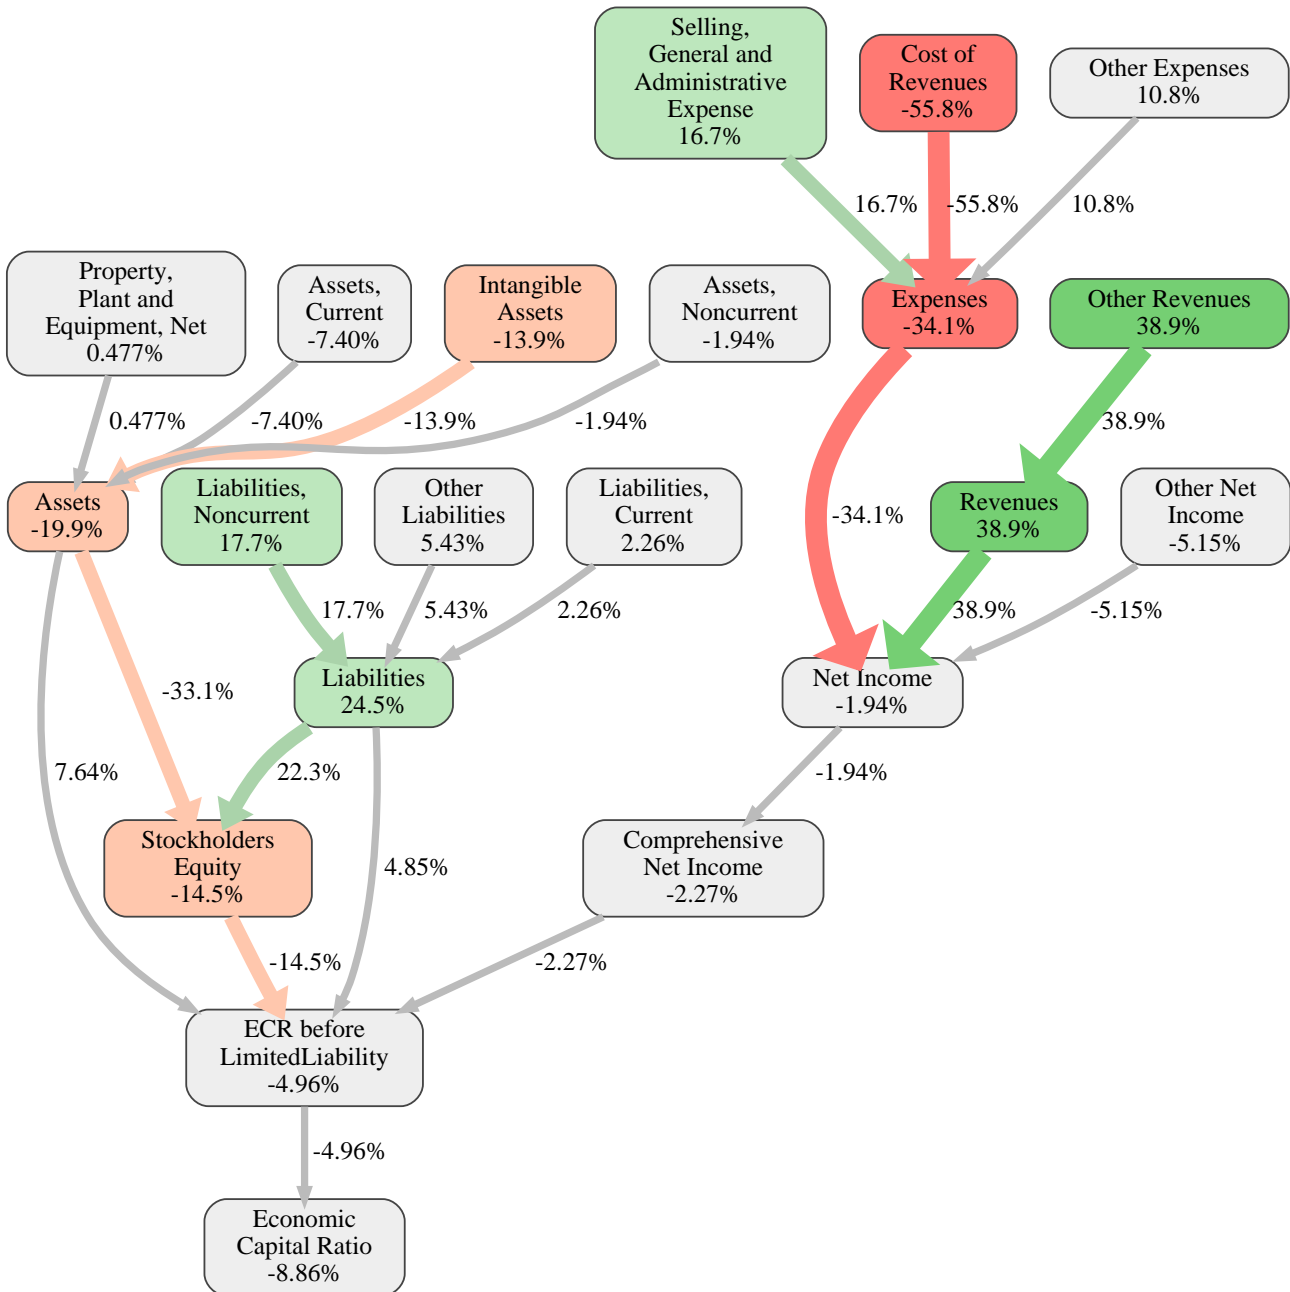 Selling,
General and
Administrative
Expense
16.7%
Cost of
Revenues
-55.8%
Other Expenses
10.8%
16.7%
-55.8%
10.8%
Property,
Plant and
Equipment, Net
0.477%
Assets,
Current
-7.40%
Intangible
Assets
-13.9%
Assets,
Noncurrent
-1.94%
Expenses
-34.1%
Other Revenues
38.9%
0.477%
-7.40%
-13.9%
-1.94%
38.9%
Assets
-19.9%
Liabilities,
Noncurrent
17.7%
Other
Liabilities
5.43%
Liabilities,
Current
2.26%
-34.1%
Revenues
38.9%
Other Net
Income
-5.15%
17.7%
5.43%
2.26%
38.9%
-5.15%
-33.1%
Liabilities
24.5%
Net Income
-1.94%
7.64%
22.3%
-1.94%
Stockholders
Equity
-14.5%
4.85%
Comprehensive
Net Income
-2.27%
-14.5%
-2.27%
ECR before
LimitedLiability
-4.96%
-4.96%
Economic
Capital Ratio
-8.86%